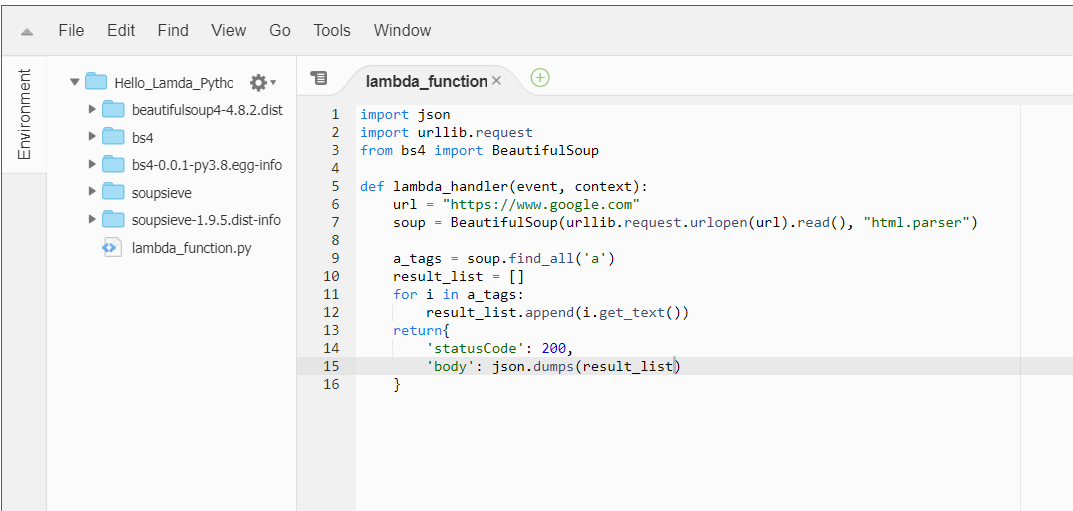 File Edit Find View Go Tools Window
Environment
Hello_Lamda_Pytho
beautifulsoup4-4.8.2.dist
bs4
bs4-0.0.1-py3.8.egg-info
soupsieve
soupsieve-1.9.5.dist-info
lambda_function.py
lambda_function
1 import json
2 import urllib.request
3 from bs4 import BeautifulSoup
4
5 def lambda_handler(event, context):
6     url = "https://www.google.com"
7     soup = BeautifulSoup(urllib.request.urlopen(url).read(), "html.parser")
8
9     a_tags = soup.find_all('a')
10     result_list = []
11     for i in a_tags:
12         result_list.append(i.get_text())
13     return{
14         'statusCode': 200,
15         'body': json.dumps(result_list)
16     }